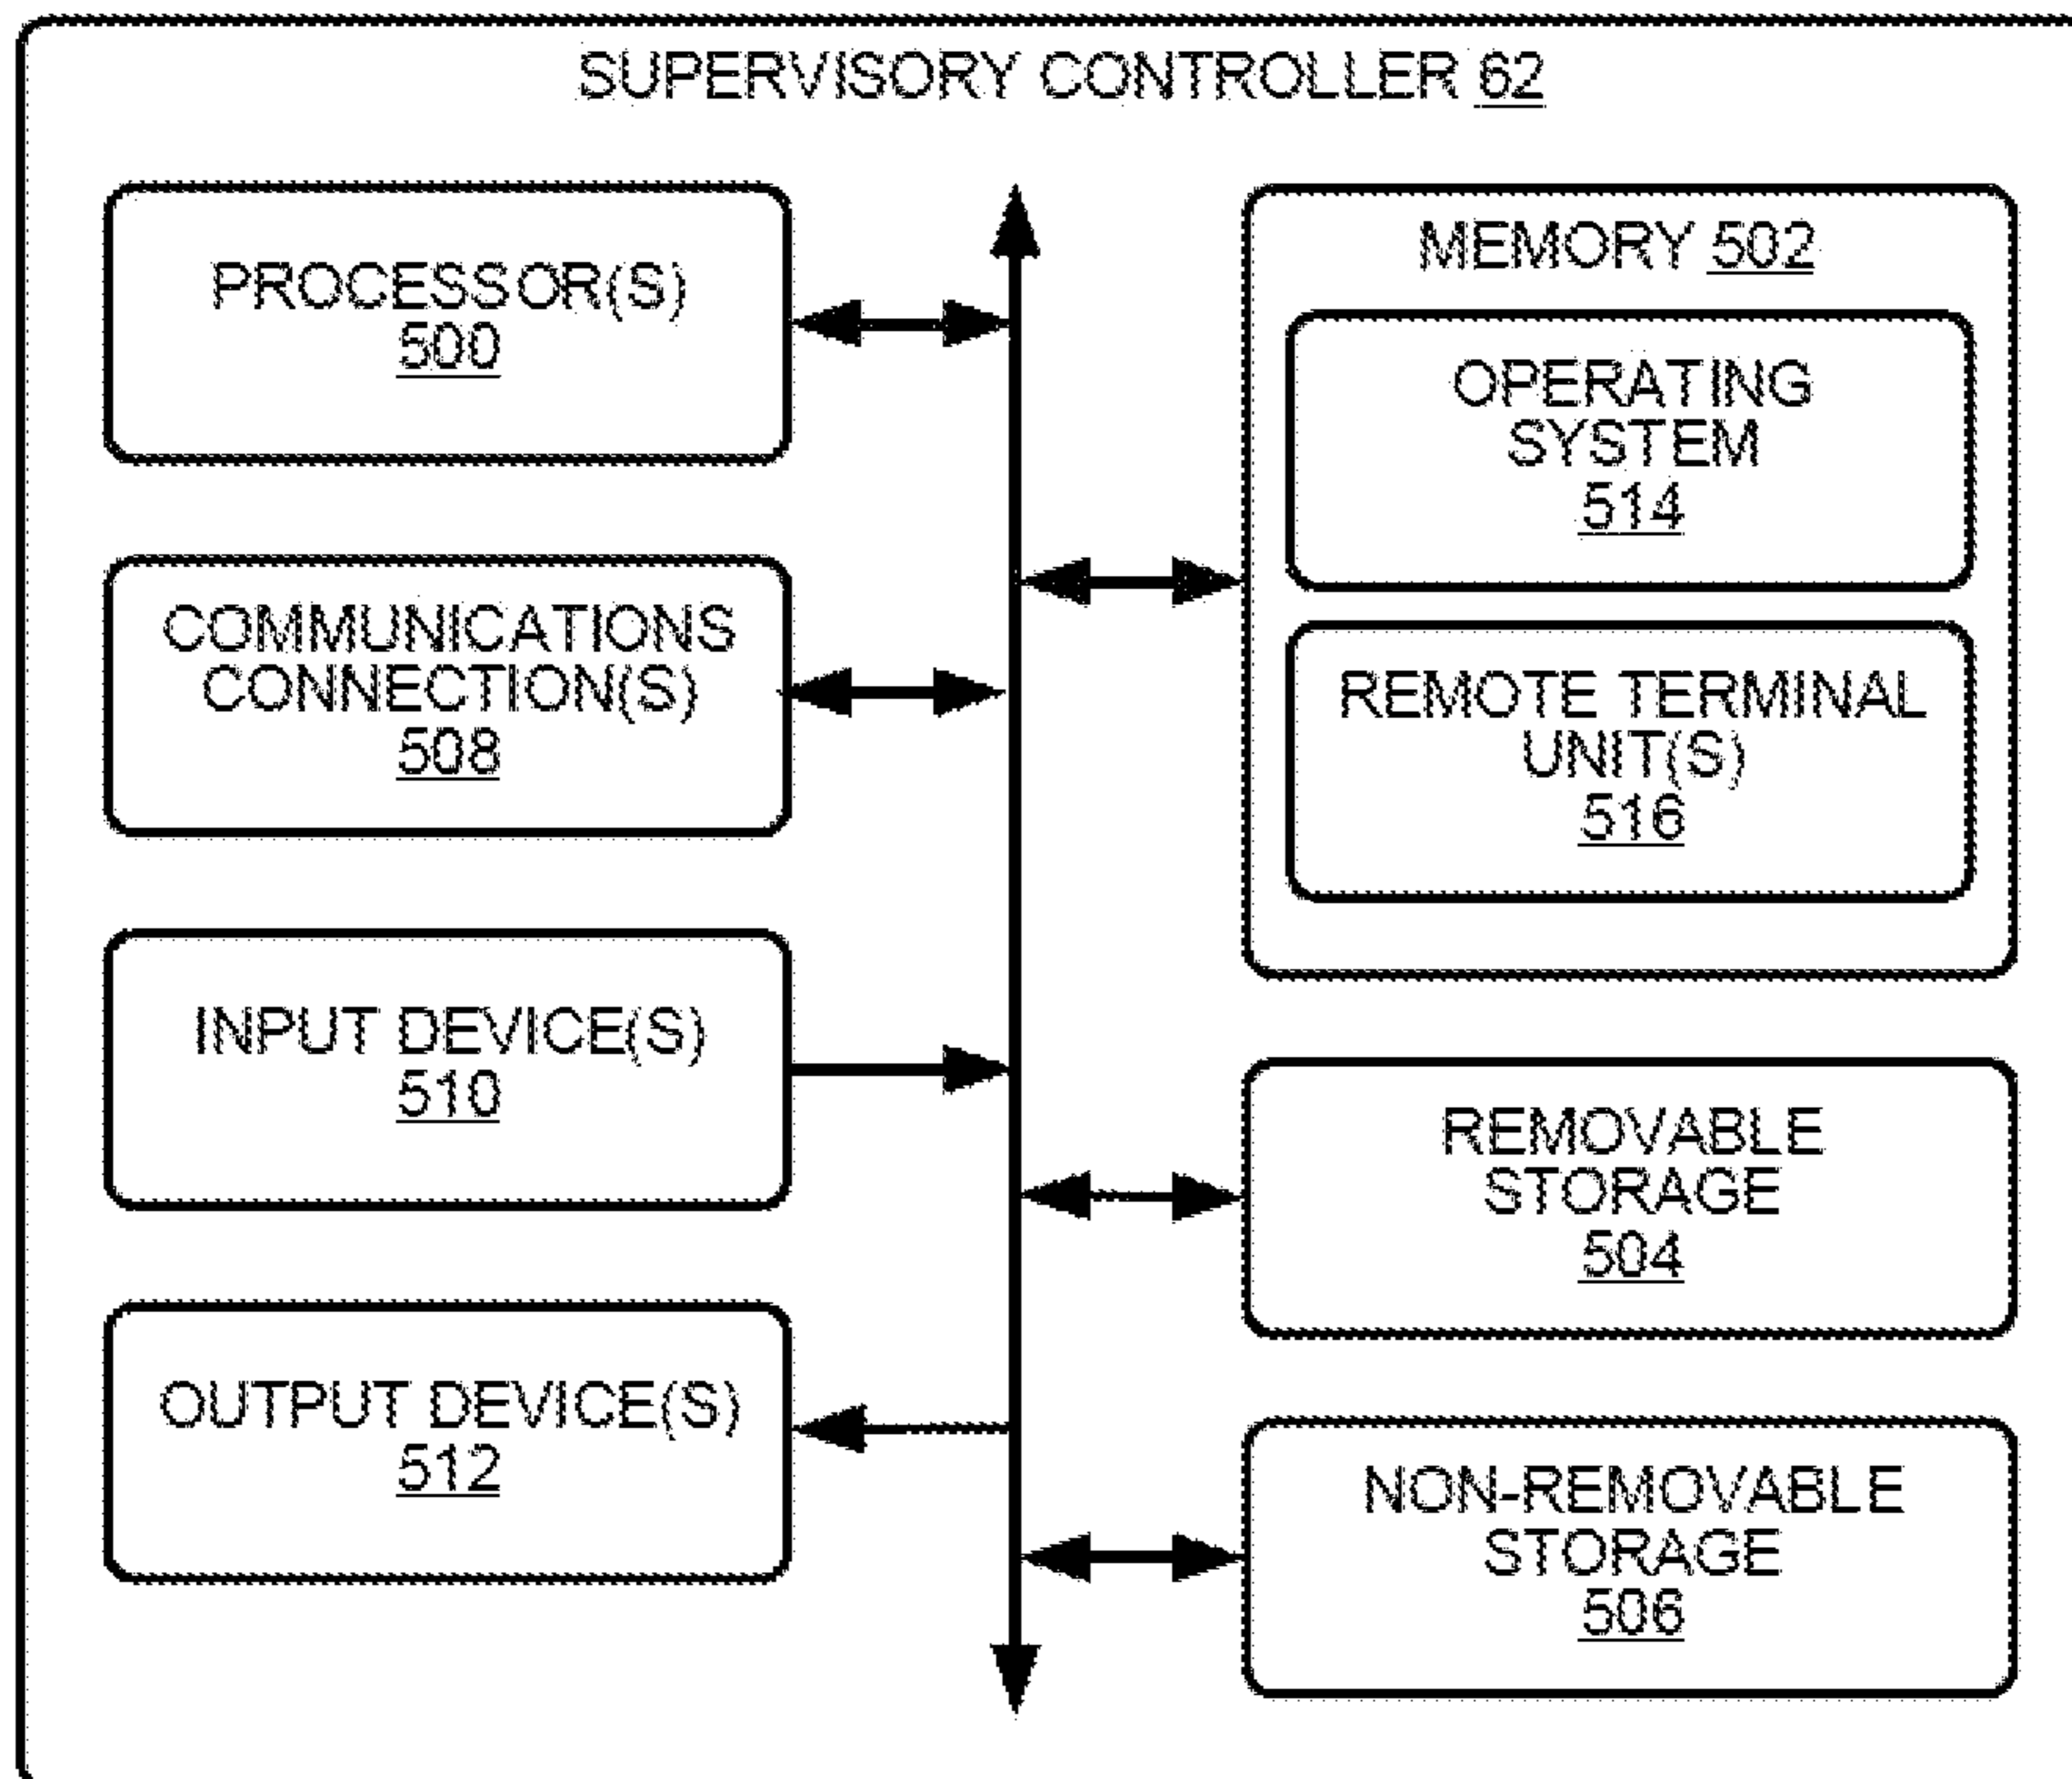 SUPERVISORY CONTROLLER 62
PROCESSOR(S)
500
COMMUNICATIONS
CONNECTION(S)
508
INPUT DEVICE(S)
510
OUTPUT DEVICE(S)
512
MEMORY 502
OPERATING
SYSTEM
514
REMOTE TERMINAL
UNIT(S)
516
REMOVABLE
STORAGE
504
NON-REMOVABLE
STORAGE
506